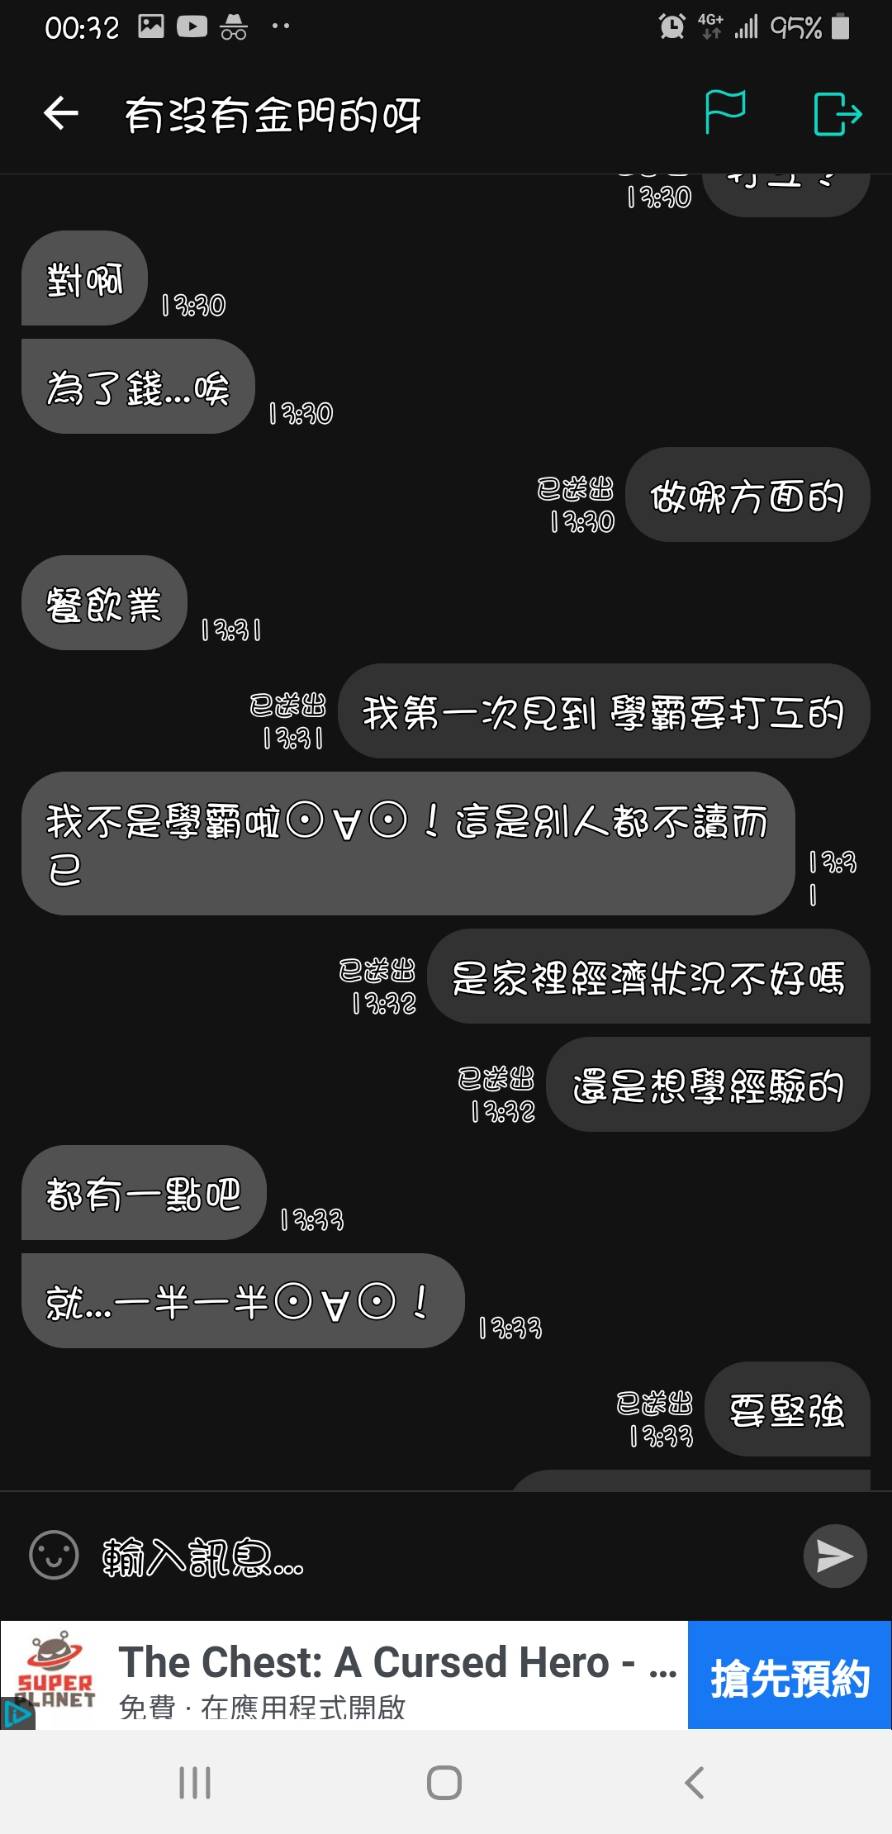 00:32
4G+ 95%
有沒有金門的呀
13:30
對啊
13:30
為了錢...唉
13:30
已送出
13:30
做哪方面的
餐飲業
13:31
已送出
13:31
我第一次見到 學霸要打互的
我不是學霸啦⊙∀⊙！這是別人都不讀而
已
13:3
1
已送出
13:32
是家裡經濟狀況不好嗎
已送出
13:32
還是想學經驗的
都有一點吧
13:33
就...一半一半⊙∀⊙！
13:33
已送出
13:33
要堅強
輸入訊息...
SUPER
PLANET
The Chest: A Cursed Hero - ...
免費 · 在應用程式開啟
搶先預約